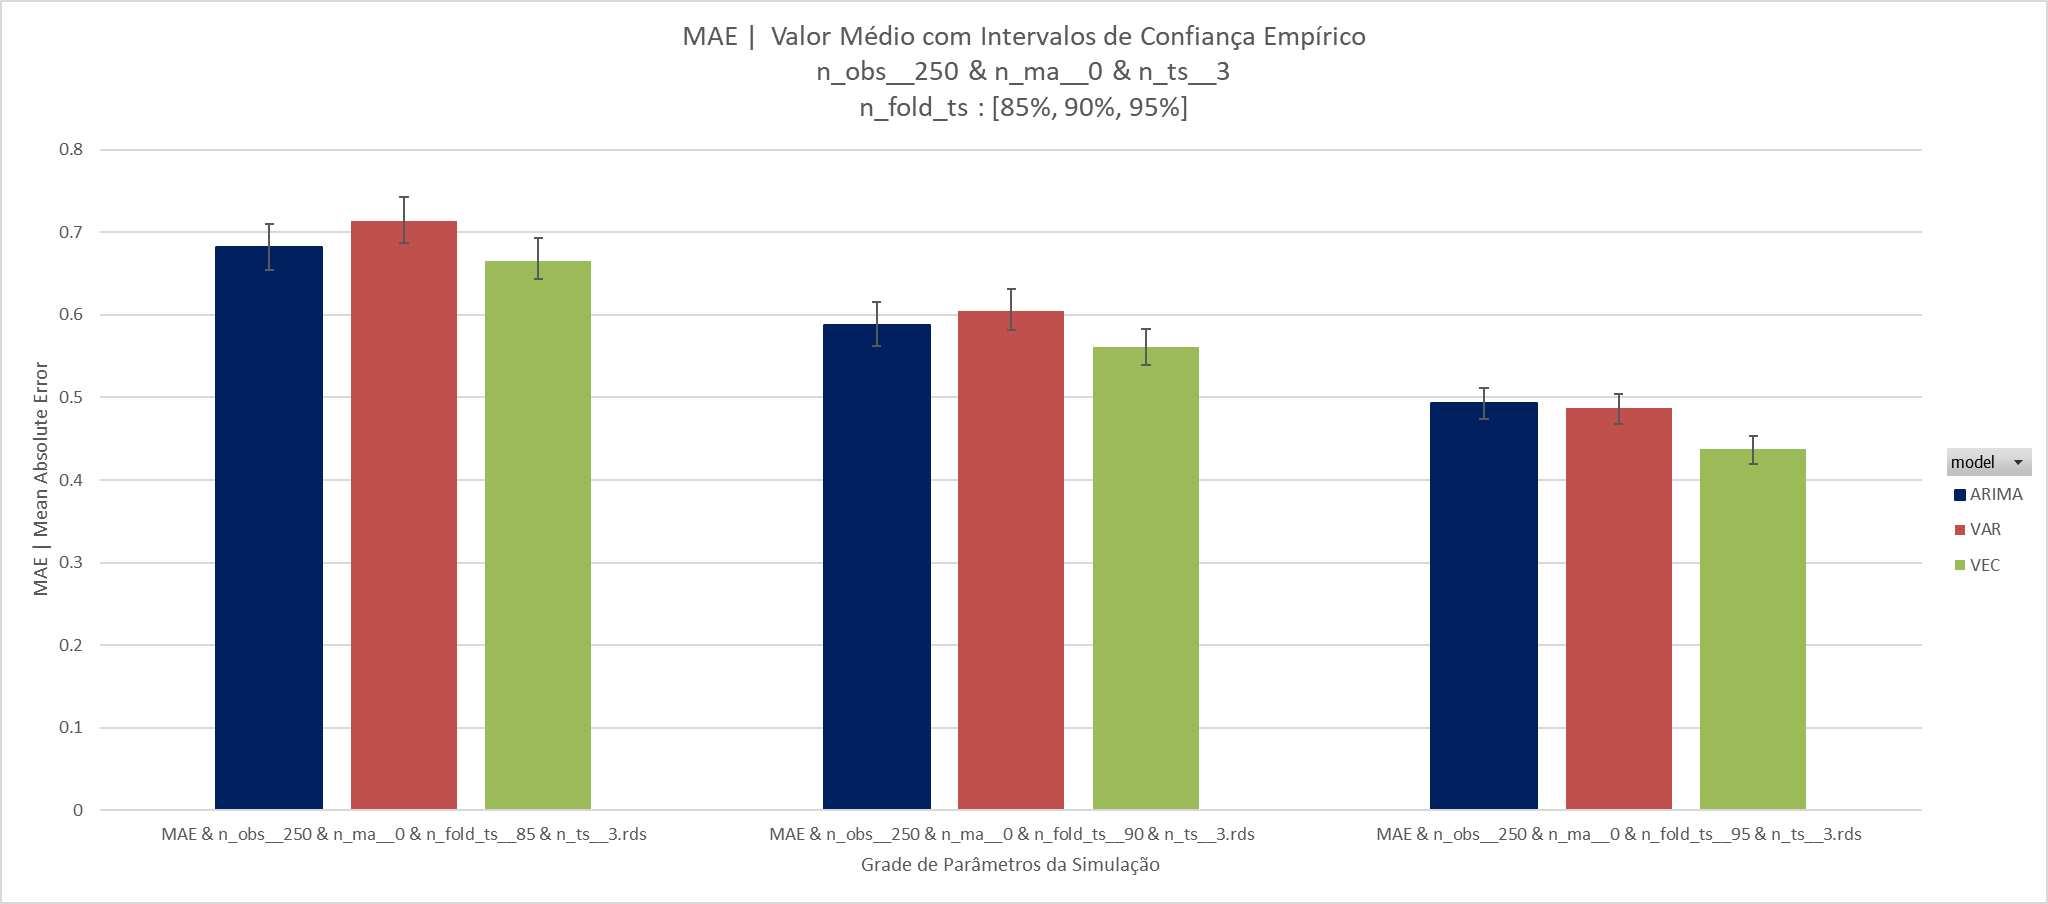 MAE |  Valor Médio com Intervalos de Confiança Empírico
n_obs__250 & n_ma__0 & n_ts__3
n_fold_ts : [85%, 90%, 95%]
MAE | Mean Absolute Error
0.8
0.7
0.6
0.5
0.4
0.3
0.2
0.1
0
MAE & n_obs__250 & n_ma__0 & n_fold_ts__85 & n_ts__3.rds
MAE & n_obs__250 & n_ma__0 & n_fold_ts__90 & n_ts__3.rds
MAE & n_obs__250 & n_ma__0 & n_fold_ts__95 & n_ts__3.rds
Grade de Parâmetros da Simulação
model
ARIMA
VAR
VEC